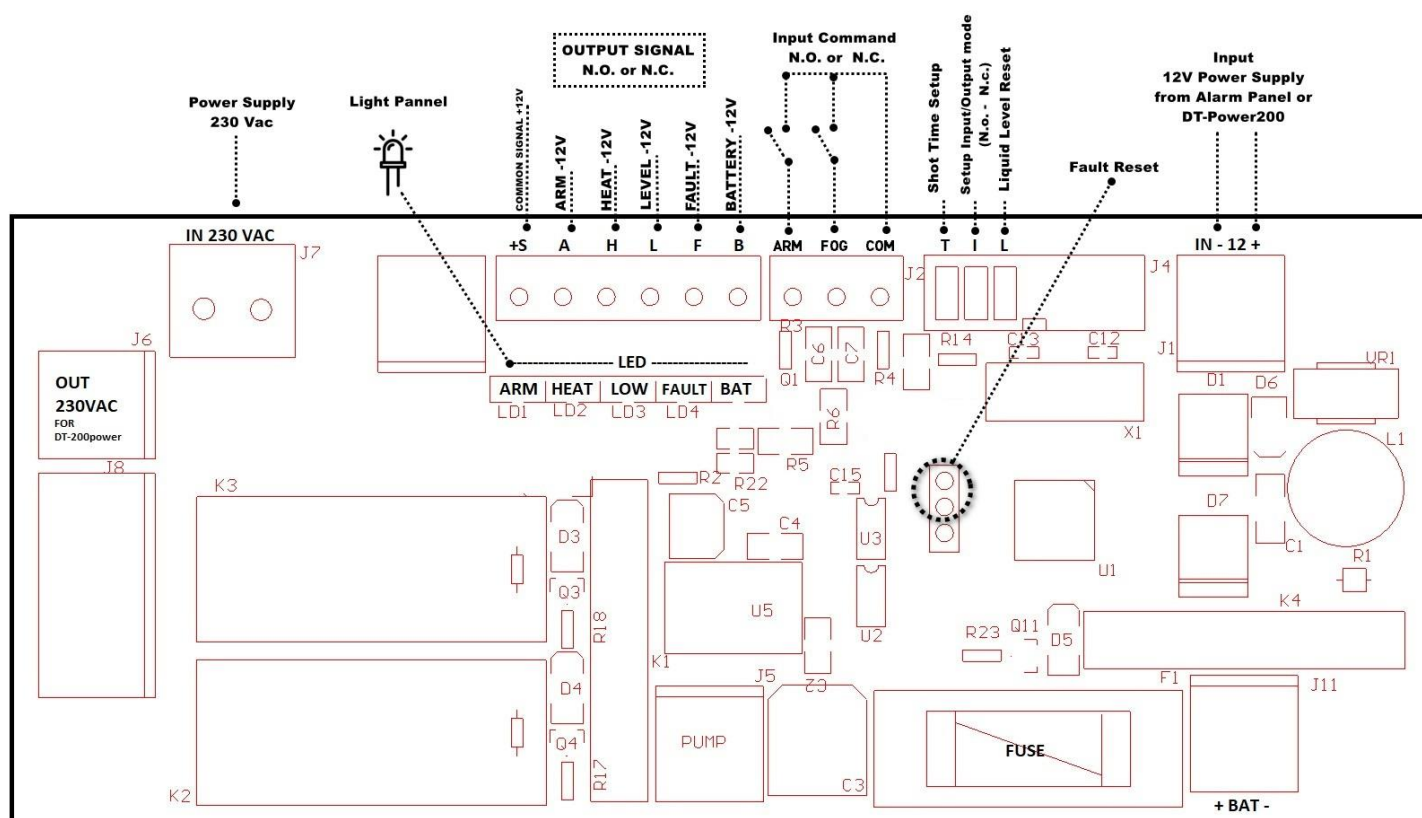 OUTPUT SIGNAL
N.O. or N.C.
Input Command
N.O. or N.C.
Input
12V Power Supply
from Alarm Panel or
DT-Power200
Power Supply
230 Vac
Light Pannel
COMMON SIGNAL +12V
ARM -12V
HEAT -12V
LEVEL -12V
FAULT -12V
BATTERY -12V
Shot Time Setup
Setup Input/Output mode
(N.o. - N.c.)
Liquid Level Reset
Fault Reset
IN 230 VAC
+S A H L F B
ARM FOG COM
T I L
IN - 12 +
J7
J2
J4
J6
OUT
230VAC
FOR
DT-200power
J8
LED
ARM HEAT LOW FAULT BAT
LD1 LD2 LD3 LD4
R3
Q1
C6
C7
R4
R14
C13
C12
J1
X1
D1
D6
VR1
L1
R6
R5
R2
R22
C15
K3
D3
Q3
R18
C5
C4
U3
U5
U2
U1
D7
C1
R1
K4
R23
Q11
D5
K1
C2
J5
PUMP
C3
F1
FUSE
J11
+ BAT -
D4
Q4
R17
K2